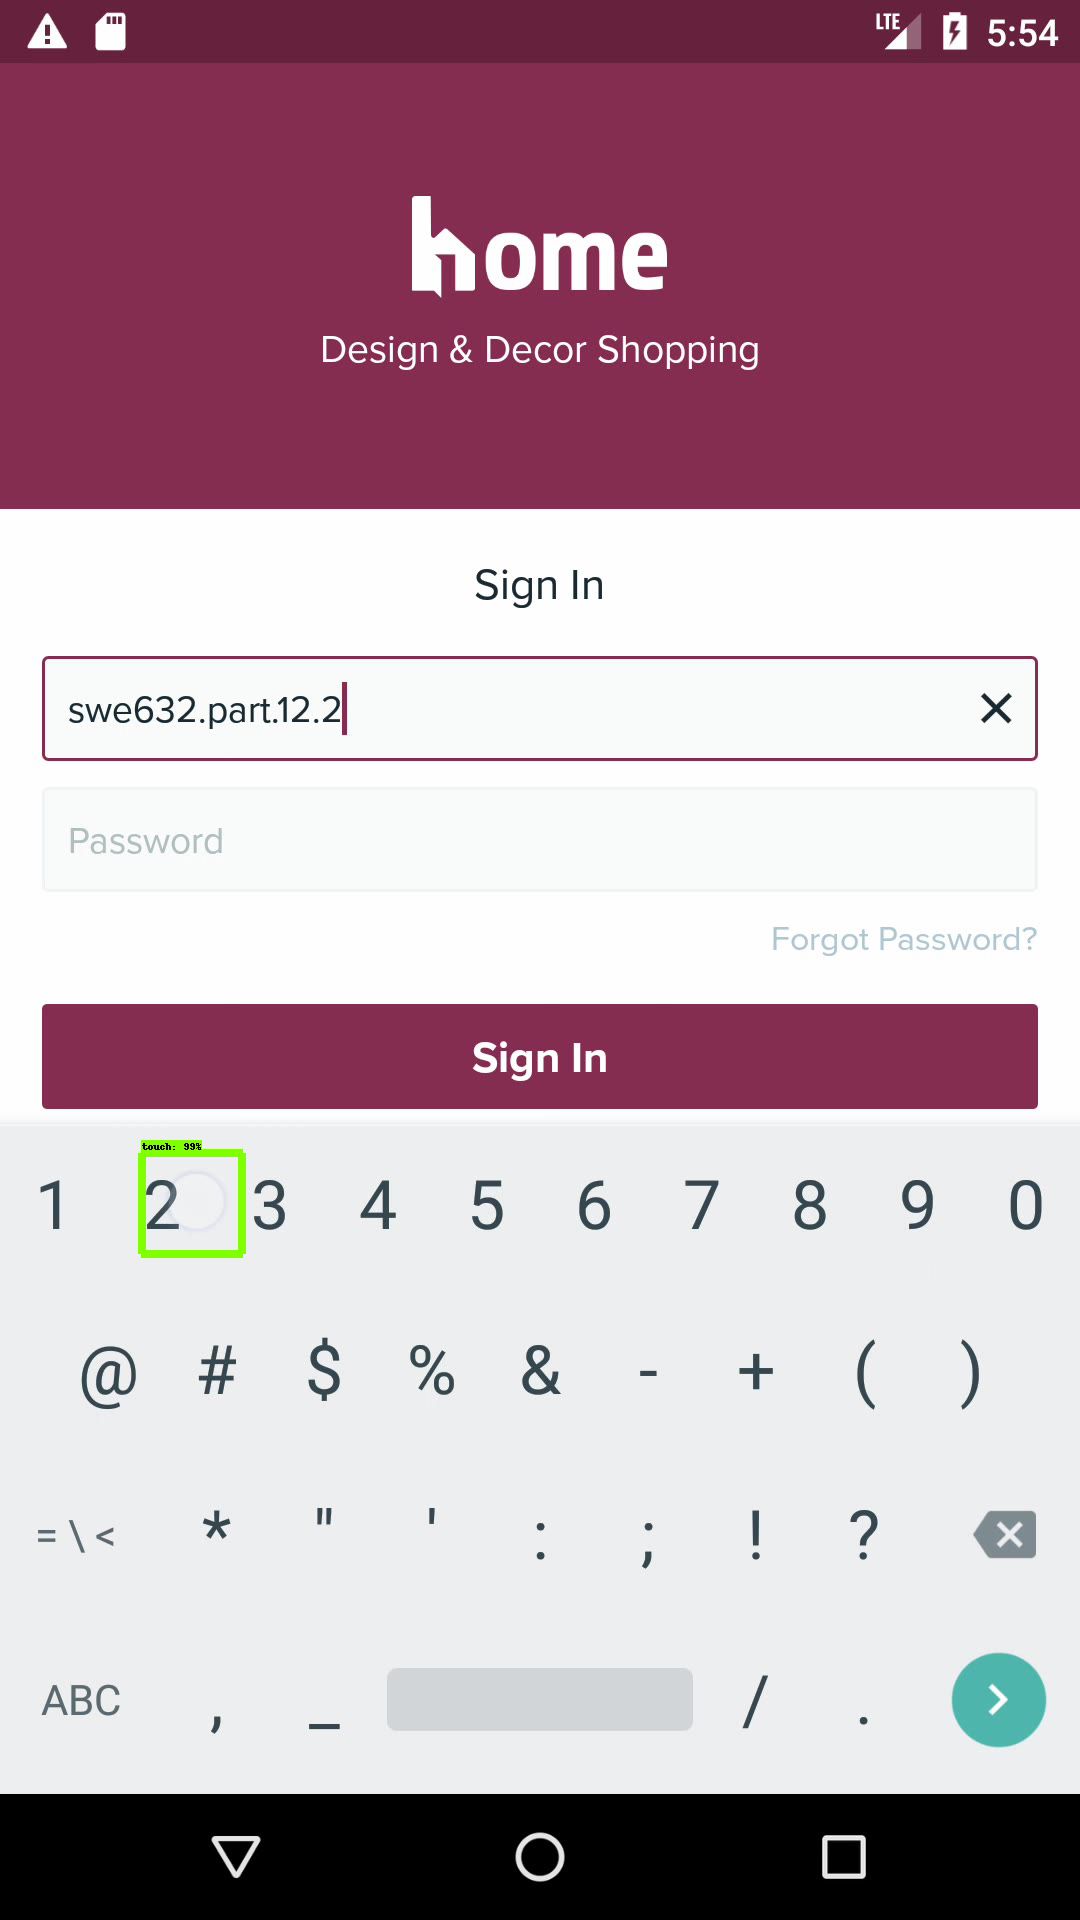 LTE 5:54
home
Design & Decor Shopping
Sign In
swe632.part.12.2
Password
Forgot Password?
Sign In
touch: 99%
1 2 3 4 5 6 7 8 9 0
@ # $ % & - + ( )
= \ < * " ' : ; ! ?
ABC , _ / .